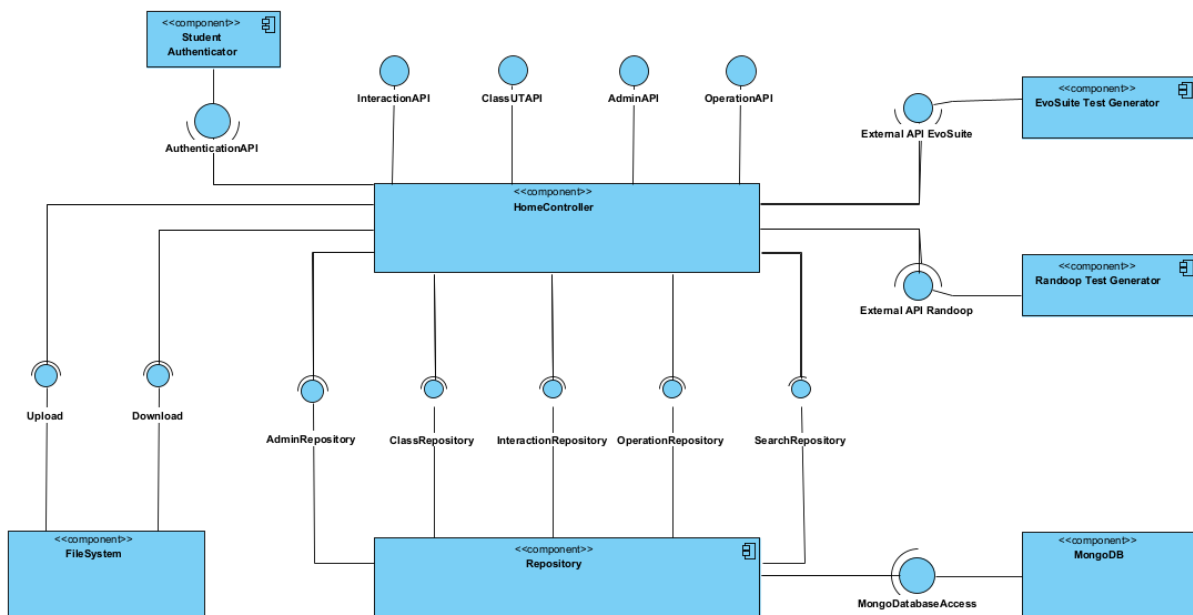 <<component>>
Student
Authenticator
InteractionAPI
ClassUTAPI
AdminAPI
OperationAPI
<<component>>
EvoSuite Test Generator
External API EvoSuite
AuthenticationAPI
<<component>>
HomeController
<<component>>
Randoop Test Generator
External API Randoop
Upload
Download
AdminRepository
ClassRepository
InteractionRepository
OperationRepository
SearchRepository
<<component>>
FileSystem
<<component>>
Repository
<<component>>
MongoDB
MongoDatabaseAccess